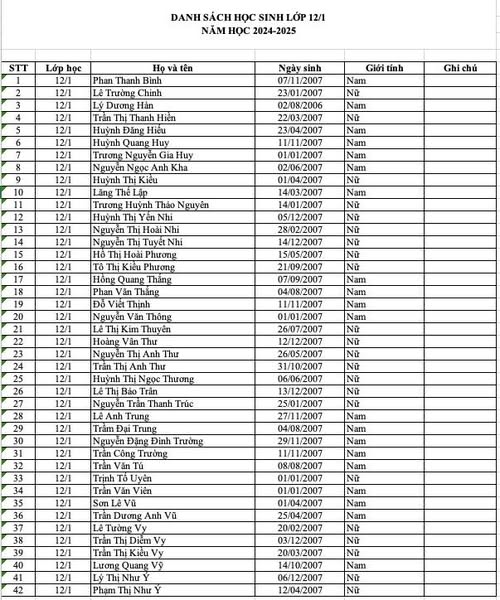 DANH SÁCH HỌC SINH LỚP 12/1
NĂM HỌC 2024-2025
STT Lớp học Họ và tên Ngày sinh Giới tính Ghi chú
1 12/1 Phan Thanh Bình 07/11/2007 Nam
2 12/1 Lê Trường Chinh 23/01/2007 Nữ
3 12/1 Lý Dương Hàn 02/08/2006 Nam
4 12/1 Trần Thị Thanh Hiền 22/03/2007 Nữ
5 12/1 Huỳnh Đăng Hiếu 23/04/2007 Nam
6 12/1 Huỳnh Quang Huy 11/11/2007 Nam
7 12/1 Trương Nguyễn Gia Huy 01/01/2007 Nam
8 12/1 Nguyễn Ngọc Anh Kha 02/06/2007 Nam
9 12/1 Huỳnh Thị Kiều 01/04/2007 Nữ
10 12/1 Lăng Thế Lập 14/03/2007 Nam
11 12/1 Trương Huỳnh Thảo Nguyên 14/01/2007 Nữ
12 12/1 Huỳnh Thị Yến Nhi 05/12/2007 Nữ
13 12/1 Nguyễn Thị Hoài Nhi 28/02/2007 Nữ
14 12/1 Nguyễn Thị Tuyết Nhi 14/12/2007 Nữ
15 12/1 Hồ Thị Hoài Phương 15/05/2007 Nữ
16 12/1 Tô Thị Kiều Phương 21/09/2007 Nữ
17 12/1 Hồng Quang Thắng 07/09/2007 Nam
18 12/1 Phan Văn Thắng 04/08/2007 Nam
19 12/1 Đỗ Viết Thịnh 11/11/2007 Nam
20 12/1 Nguyễn Văn Thông 01/01/2007 Nam
21 12/1 Lê Thị Kim Thuyên 26/07/2007 Nữ
22 12/1 Hoàng Văn Thư 12/12/2007 Nữ
23 12/1 Nguyễn Thị Anh Thư 26/05/2007 Nữ
24 12/1 Trần Thị Anh Thư 31/10/2007 Nữ
25 12/1 Huỳnh Thị Ngọc Thương 06/06/2007 Nữ
26 12/1 Lê Thị Bảo Trân 13/12/2007 Nữ
27 12/1 Nguyễn Trần Thanh Trúc 25/01/2007 Nữ
28 12/1 Lê Anh Trung 27/11/2007 Nam
29 12/1 Trầm Đại Trung 04/08/2007 Nam
30 12/1 Nguyễn Đặng Đình Trường 29/11/2007 Nam
31 12/1 Trần Công Trường 11/11/2007 Nam
32 12/1 Trần Văn Tú 08/08/2007 Nam
33 12/1 Trịnh Tố Uyên 01/01/2007 Nữ
34 12/1 Trần Văn Viên 01/01/2007 Nam
35 12/1 Sơn Lê Vũ 01/04/2007 Nam
36 12/1 Trần Dương Anh Vũ 25/04/2007 Nam
37 12/1 Lê Tường Vy 20/02/2007 Nữ
38 12/1 Trần Thị Diễm Vy 03/12/2007 Nữ
39 12/1 Trần Thị Kiều Vy 20/03/2007 Nữ
40 12/1 Lương Quang Vỹ 14/10/2007 Nam
41 12/1 Lý Thị Như Ý 06/12/2007 Nữ
42 12/1 Phạm Thị Như Ý 12/04/2007 Nữ